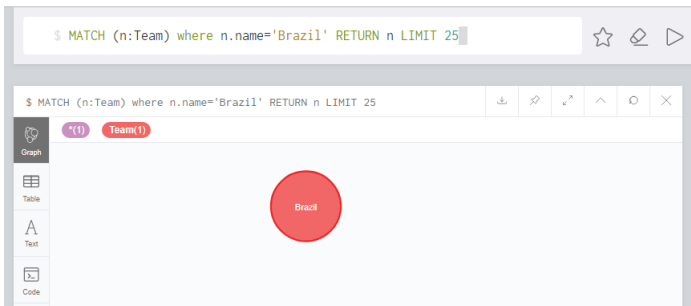 $ MATCH (n:Team) where n.name='Brazil' RETURN n LIMIT 25
$ MATCH (n:Team) where n.name='Brazil' RETURN n LIMIT 25
*(1) Team(1)
Graph
Brazil
Table
A
Text
Code